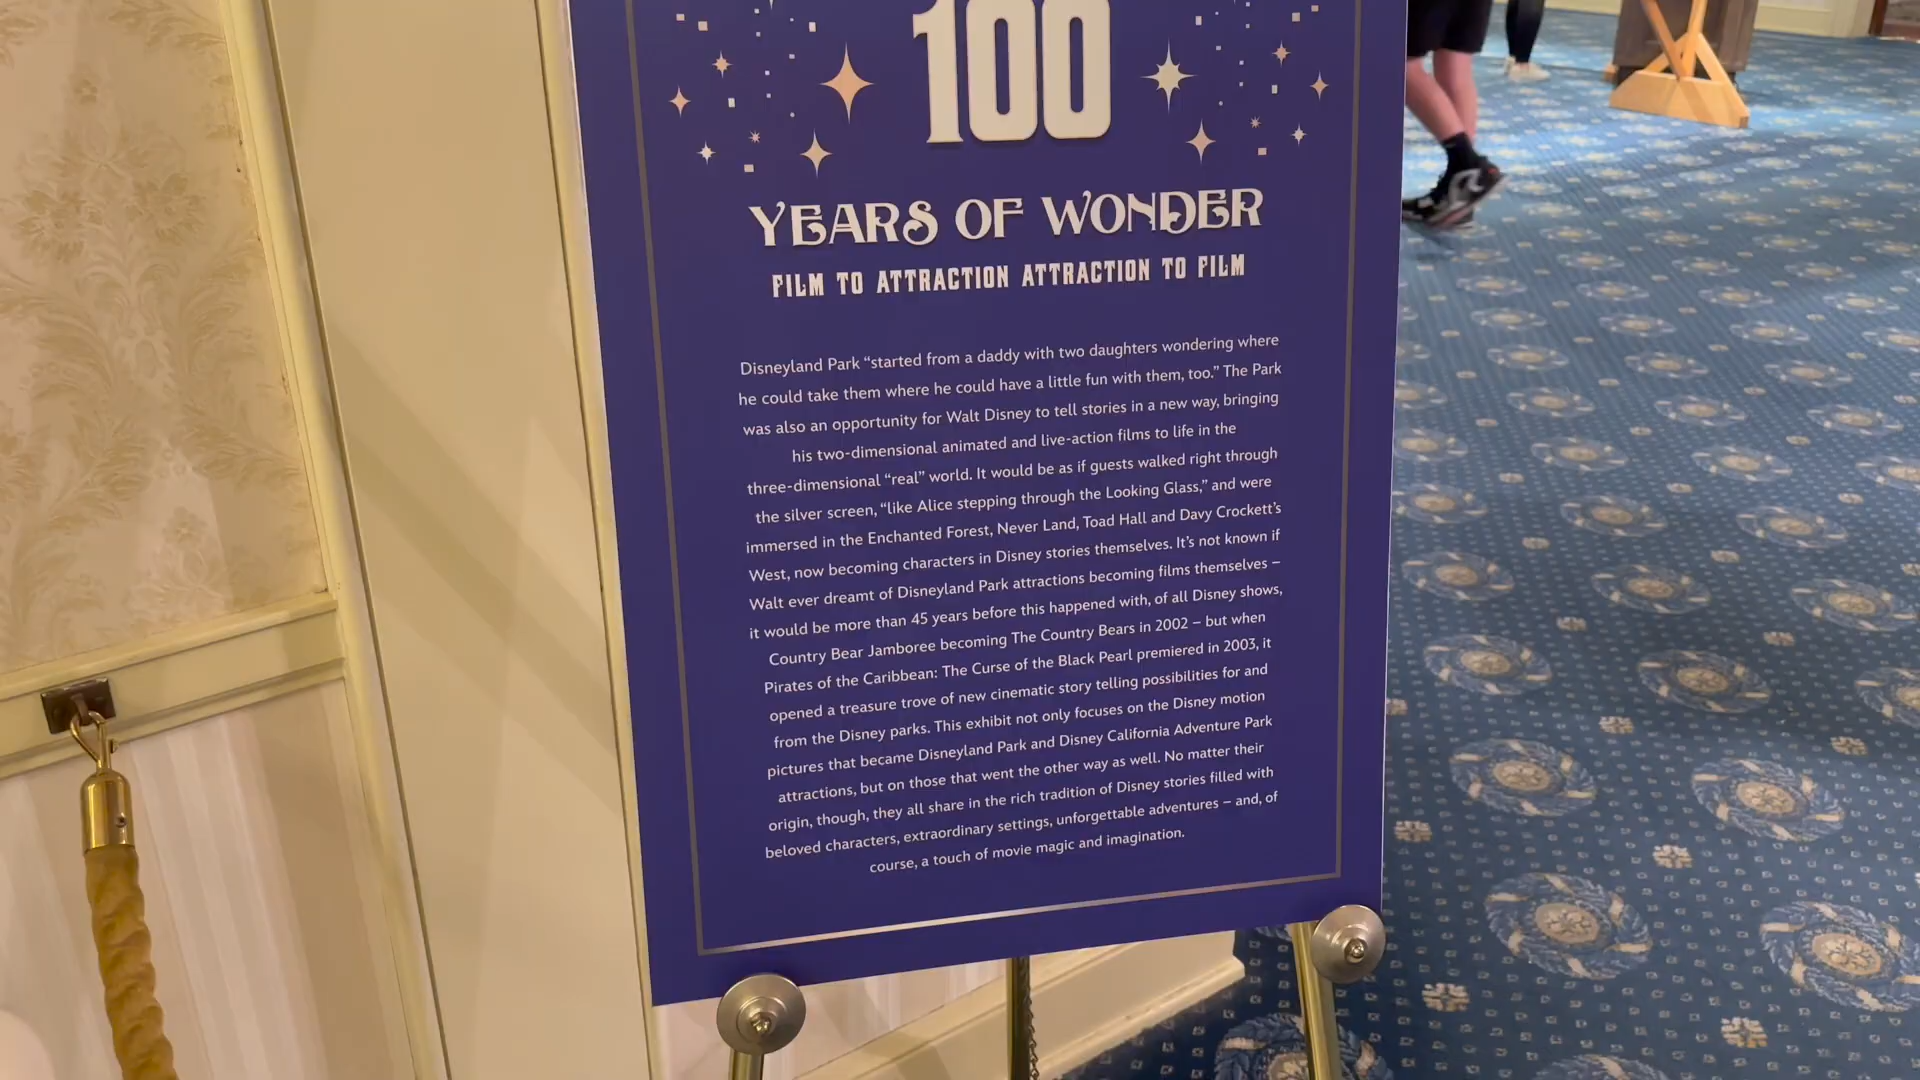 100
YEARS OF WONDER
FILM TO ATTRACTION ATTRACTION TO FILM
Disneyland Park “started from a daddy with two daughters wondering where
he could take them where he could have a little fun with them, too.” The Park
was also an opportunity for Walt Disney to tell stories in a new way, bringing
his two-dimensional animated and live-action films to life in the
three-dimensional “real” world. It would be as if guests walked right through
the silver screen, “like Alice stepping through the Looking Glass,” and were
immersed in the Enchanted Forest, Never Land, Toad Hall and Davy Crockett’s
West, now becoming characters in Disney stories themselves. It’s not known if
Walt ever dreamt of Disneyland Park attractions becoming films themselves –
it would be more than 45 years before this happened with, of all Disney shows,
Country Bear Jamboree becoming The Country Bears in 2002 – but when
Pirates of the Caribbean: The Curse of the Black Pearl premiered in 2003, it
opened a treasure trove of new cinematic story telling possibilities for and
from the Disney parks. This exhibit not only focuses on the Disney motion
pictures that became Disneyland Park and Disney California Adventure Park
attractions, but on those that went the other way as well. No matter their
origin, though, they all share in the rich tradition of Disney stories filled with
beloved characters, extraordinary settings, unforgettable adventures – and, of
course, a touch of movie magic and imagination.